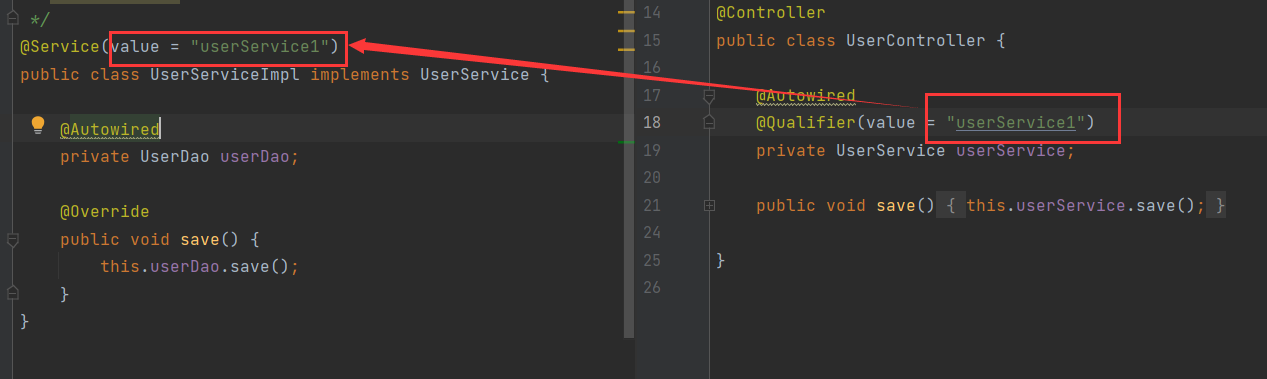 */
@Service(value = "userService1")
public class UserServiceImpl implements UserService {
@Autowired
private UserDao userDao;
@Override
public void save() {
this.userDao.save();
}
}
14 @Controller
15 public class UserController {
16
17 @Autowired
18 @Qualifier(value = "userService1")
19 private UserService userService;
20
21 public void save() { this.userService.save(); }
24
25 }
26